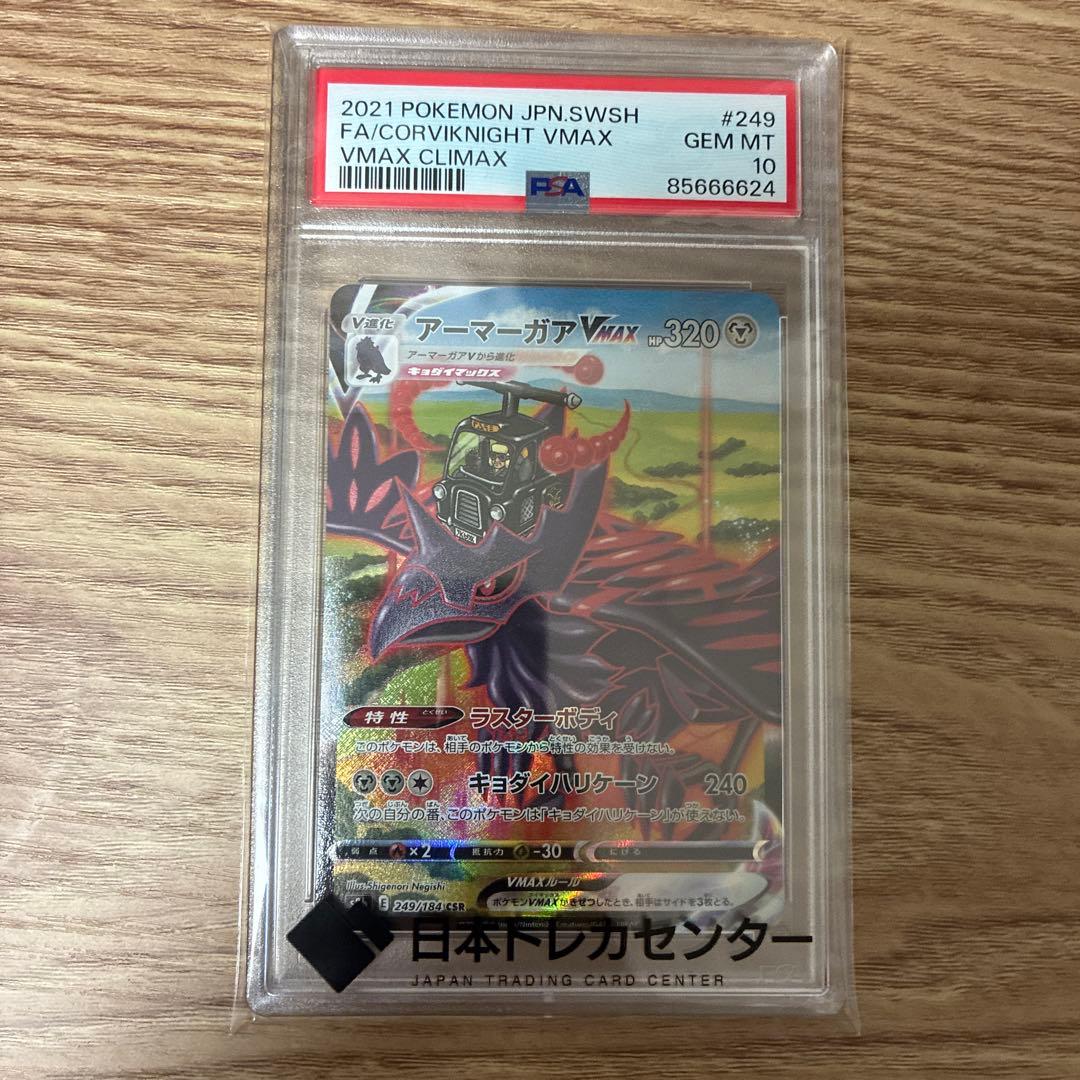 2021 POKEMON JPN.SWSH #249
FA/CORVIKNIGHT VMAX GEM MT
VMAX CLIMAX 10
PSA 85666624
V進化 アーマーガアVMAX HP320
アーマーガアVから進化
キョダイマックス
特性 とくせい ラスターボディ
このポケモンは、相手のポケモンから特性の効果を受けない。
キョダイハリケーン 240
次の自分の番、このポケモンは「キョダイハリケーン」が使えない。
弱点 ×2 抵抗力 -30 にげる
Illus. Shigenori Negishi VMAXルール
E 249/184 CSR ポケモンVMAXがきぜつしたとき、相手はサイドを3枚とる。
日本トレカセンター
JAPAN TRADING CARD CENTER